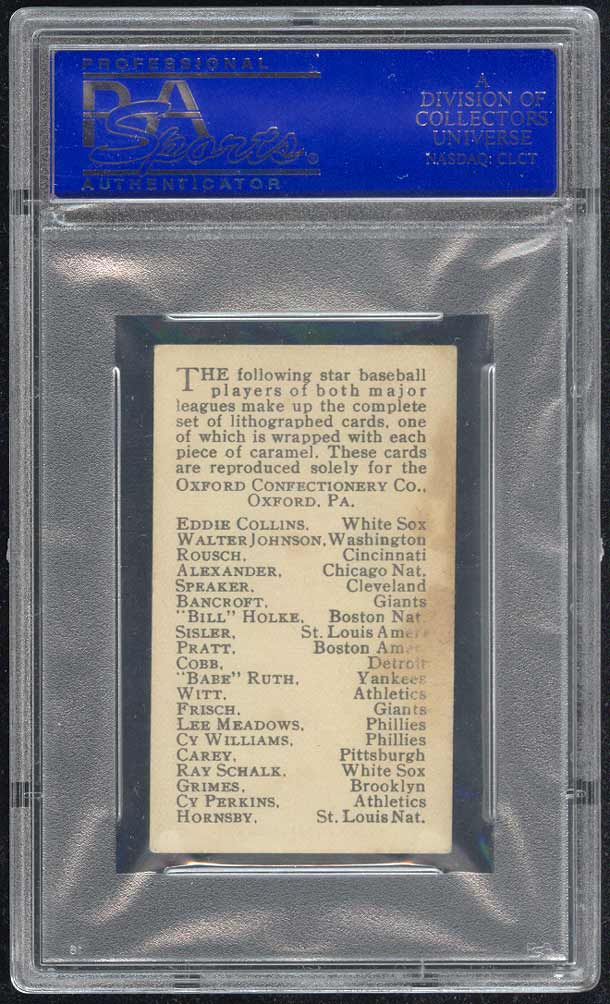 PROFESSIONAL
PSA
Sports®
AUTHENTICATOR
A
DIVISION OF
COLLECTORS
UNIVERSE
NASDAQ: CLCT
THE following star baseball
players of both major
leagues make up the complete
set of lithographed cards, one
of which is wrapped with each
piece of caramel. These cards
are reproduced solely for the
OXFORD CONFECTIONERY CO.,
OXFORD, PA.
EDDIE COLLINS, White Sox
WALTER JOHNSON, Washington
ROUSCH, Cincinnati
ALEXANDER, Chicago Nat.
SPEAKER, Cleveland
BANCROFT, Giants
"BILL" HOLKE, Boston Nat.
SISLER, St. Louis Amer.
PRATT, Boston Amer.
COBB, Detroit
"BABE" RUTH, Yankees
WITT, Athletics
FRISCH, Giants
LEE MEADOWS, Phillies
CY WILLIAMS, Phillies
CAREY, Pittsburgh
RAY SCHALK, White Sox
GRIMES, Brooklyn
CY PERKINS, Athletics
HORNSBY, St. Louis Nat.
PSA